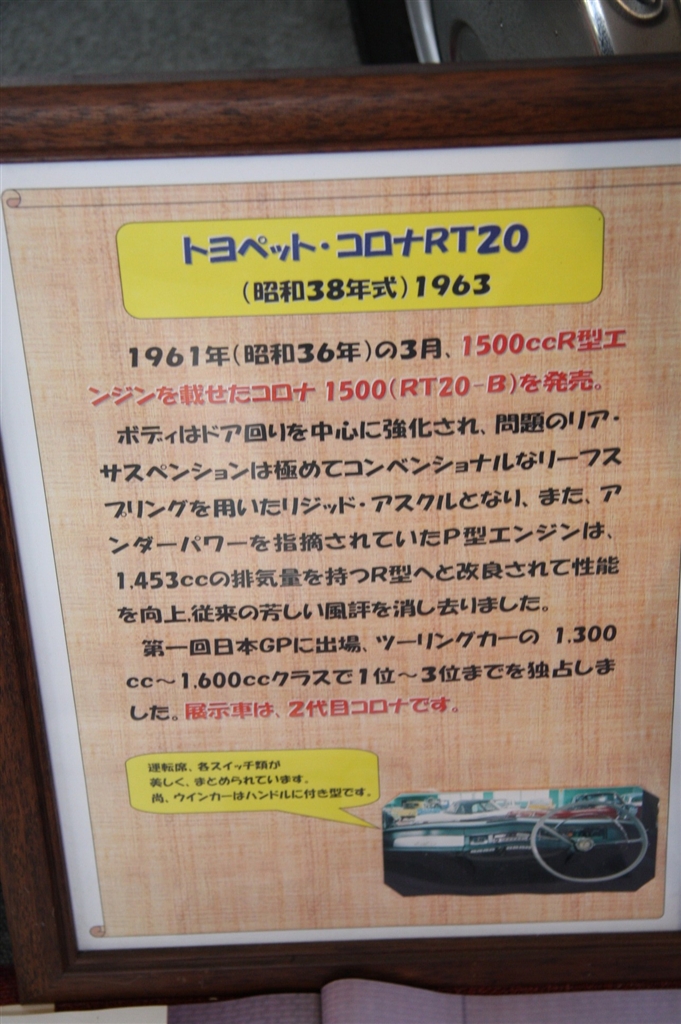 トヨペット・コロナRT20
(昭和38年式)1963
1961年(昭和36年)の3月、1500ccR型エ
ンジンを載せたコロナ 1500(RT20-B)を発売。
ボディはドア回りを中心に強化され、問題のリア・
サスペンションは極めてコンベンショナルなリーフス
プリングを用いたリジッド・アスクルとなり、また、ア
ンダーパワーを指摘されていたP型エンジンは、
1.453ccの排気量を持つR型へと改良されて性能
を向上.従来の芳しい風評を消し去りました。
第一回日本GPに出場、ツーリングカーの 1.300
cc～1.600ccクラスで1位～3位までを独占しま
した。展示車は、2代目コロナです。
運転席、各スイッチ類が
美しく、まとめられています。
尚、ウインカーはハンドルに付き型です。